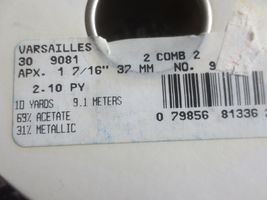 VARSAILLES
30 9081 2 COMB 2
APX. 1 7/16" 37 MM NO. 9
2.10 PY
10 YARDS 9.1 METERS
69% ACETATE
31% METALLIC
0 79856 81336